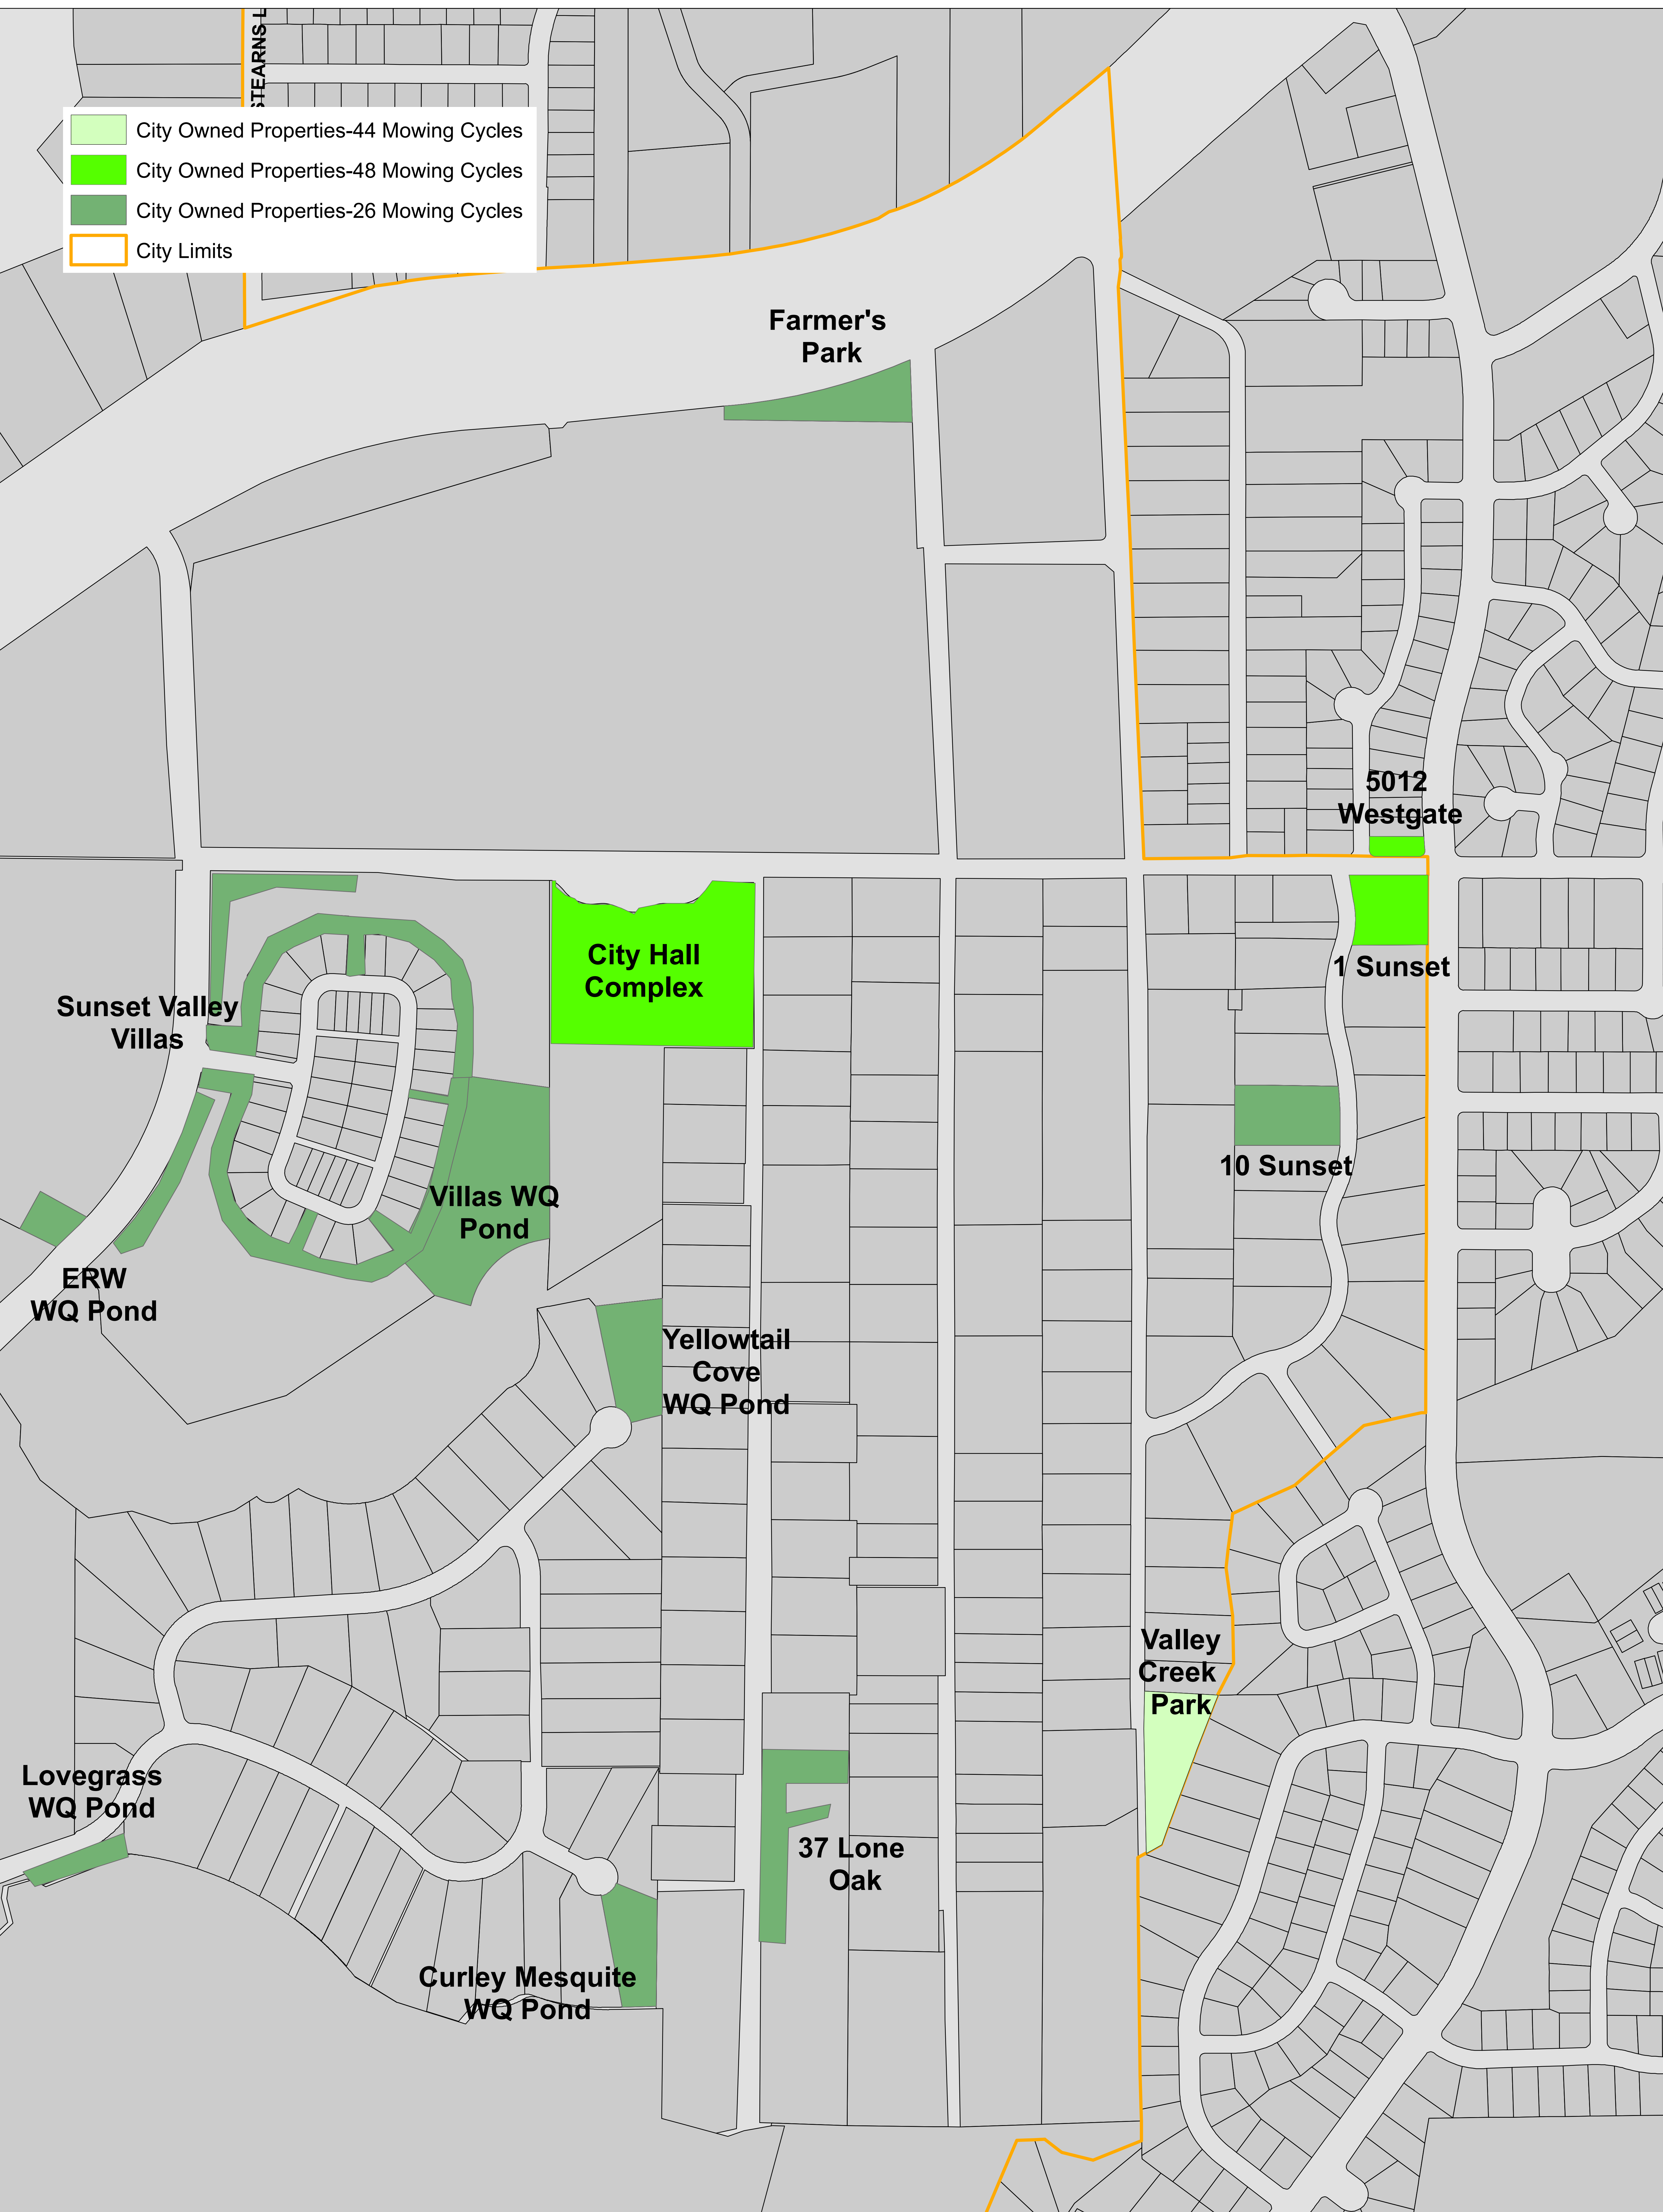 STEARNS L
City Owned Properties-44 Mowing Cycles
City Owned Properties-48 Mowing Cycles
City Owned Properties-26 Mowing Cycles
City Limits
Farmer's
Park
5012
Westgate
City Hall
Complex
1 Sunset
Sunset Valley
Villas
10 Sunset
Villas WQ
Pond
ERW
WQ Pond
Yellowtail
Cove
WQ Pond
Valley
Creek
Park
Lovegrass
WQ Pond
37 Lone
Oak
Curley Mesquite
WQ Pond